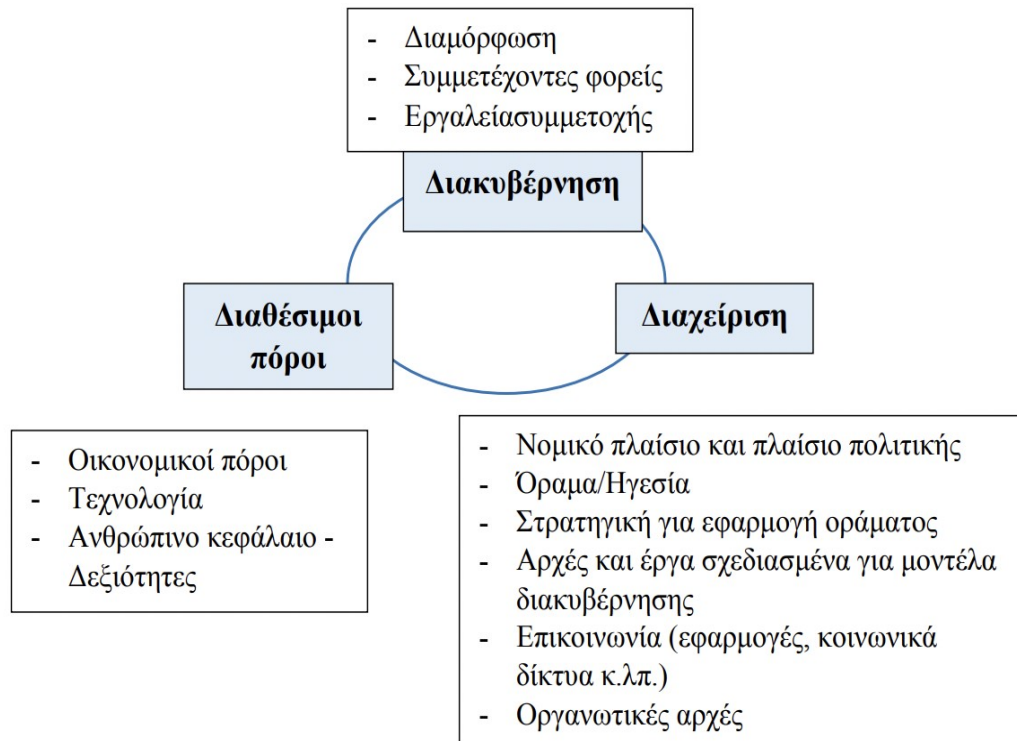 - Διαμόρφωση
- Συμμετέχοντες φορείς
- Εργαλείασυμμετοχής
Διακυβέρνηση
Διαθέσιμοι
πόροι
Διαχείριση
- Οικονομικοί πόροι
- Τεχνολογία
- Ανθρώπινο κεφάλαιο -
Δεξιότητες
- Νομικό πλαίσιο και πλαίσιο πολιτικής
- Όραμα/Ηγεσία
- Στρατηγική για εφαρμογή οράματος
- Αρχές και έργα σχεδιασμένα για μοντέλα
διακυβέρνησης
- Επικοινωνία (εφαρμογές, κοινωνικά
δίκτυα κ.λπ.)
- Οργανωτικές αρχές